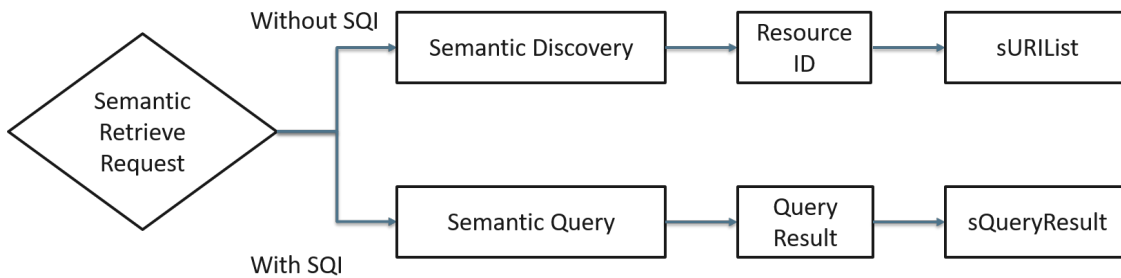 Without SQI
Semantic Discovery
Resource
ID
sURIList
Semantic
Retrieve
Request
Semantic Query
Query
Result
sQueryResult
With SQI